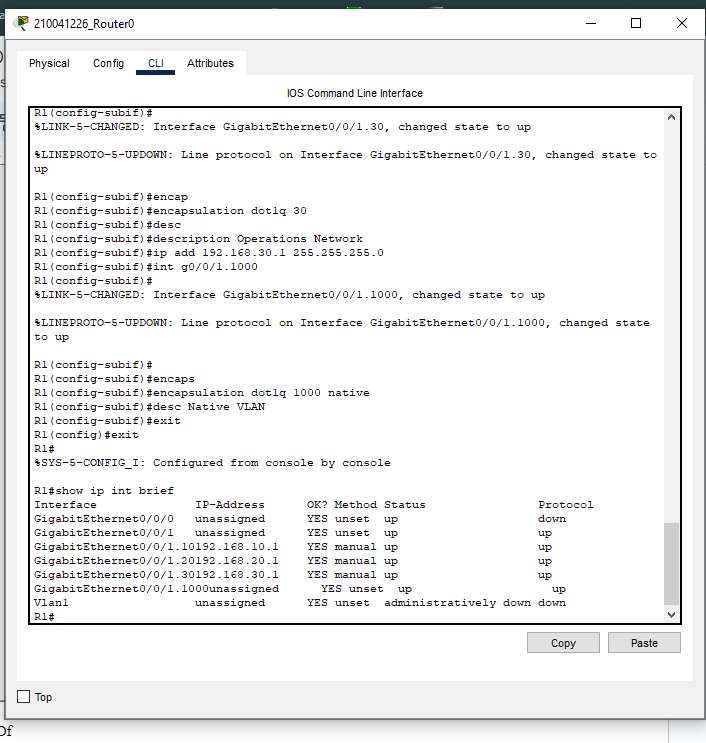 210041226_Router0
Physical Config CLI Attributes
IOS Command Line Interface
R1(config-subif)#
%LINK-5-CHANGED: Interface GigabitEthernet0/0/1.30, changed state to up
%LINEPROTO-5-UPDOWN: Line protocol on Interface GigabitEthernet0/0/1.30, changed state to
up
R1(config-subif)#encap
R1(config-subif)#encapsulation dot1q 30
R1(config-subif)#desc
R1(config-subif)#description Operations Network
R1(config-subif)#ip add 192.168.30.1 255.255.255.0
R1(config-subif)#int g0/0/1.1000
R1(config-subif)#
%LINK-5-CHANGED: Interface GigabitEthernet0/0/1.1000, changed state to up
%LINEPROTO-5-UPDOWN: Line protocol on Interface GigabitEthernet0/0/1.1000, changed state
to up
R1(config-subif)#
R1(config-subif)#encaps
R1(config-subif)#encapsulation dot1q 1000 native
R1(config-subif)#desc Native VLAN
R1(config-subif)#exit
R1(config)#exit
R1#
%SYS-5-CONFIG_I: Configured from console by console
R1#show ip int brief
Interface IP-Address OK? Method Status Protocol
GigabitEthernet0/0/0 unassigned YES unset up down
GigabitEthernet0/0/1 unassigned YES unset up up
GigabitEthernet0/0/1.10192.168.10.1 YES manual up up
GigabitEthernet0/0/1.20192.168.20.1 YES manual up up
GigabitEthernet0/0/1.30192.168.30.1 YES manual up up
GigabitEthernet0/0/1.1000unassigned YES unset up up
Vlan1 unassigned YES unset administratively down down
R1#
Copy Paste
Top
Of